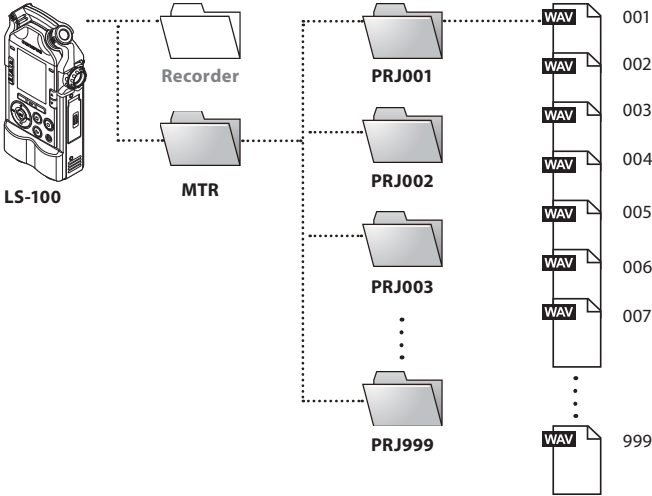 WAV 001
Recorder
PRJ001
WAV 002
WAV 003
WAV 004
LS-100
MTR
PRJ002
WAV 005
WAV 006
PRJ003
WAV 007
PRJ999
WAV 999